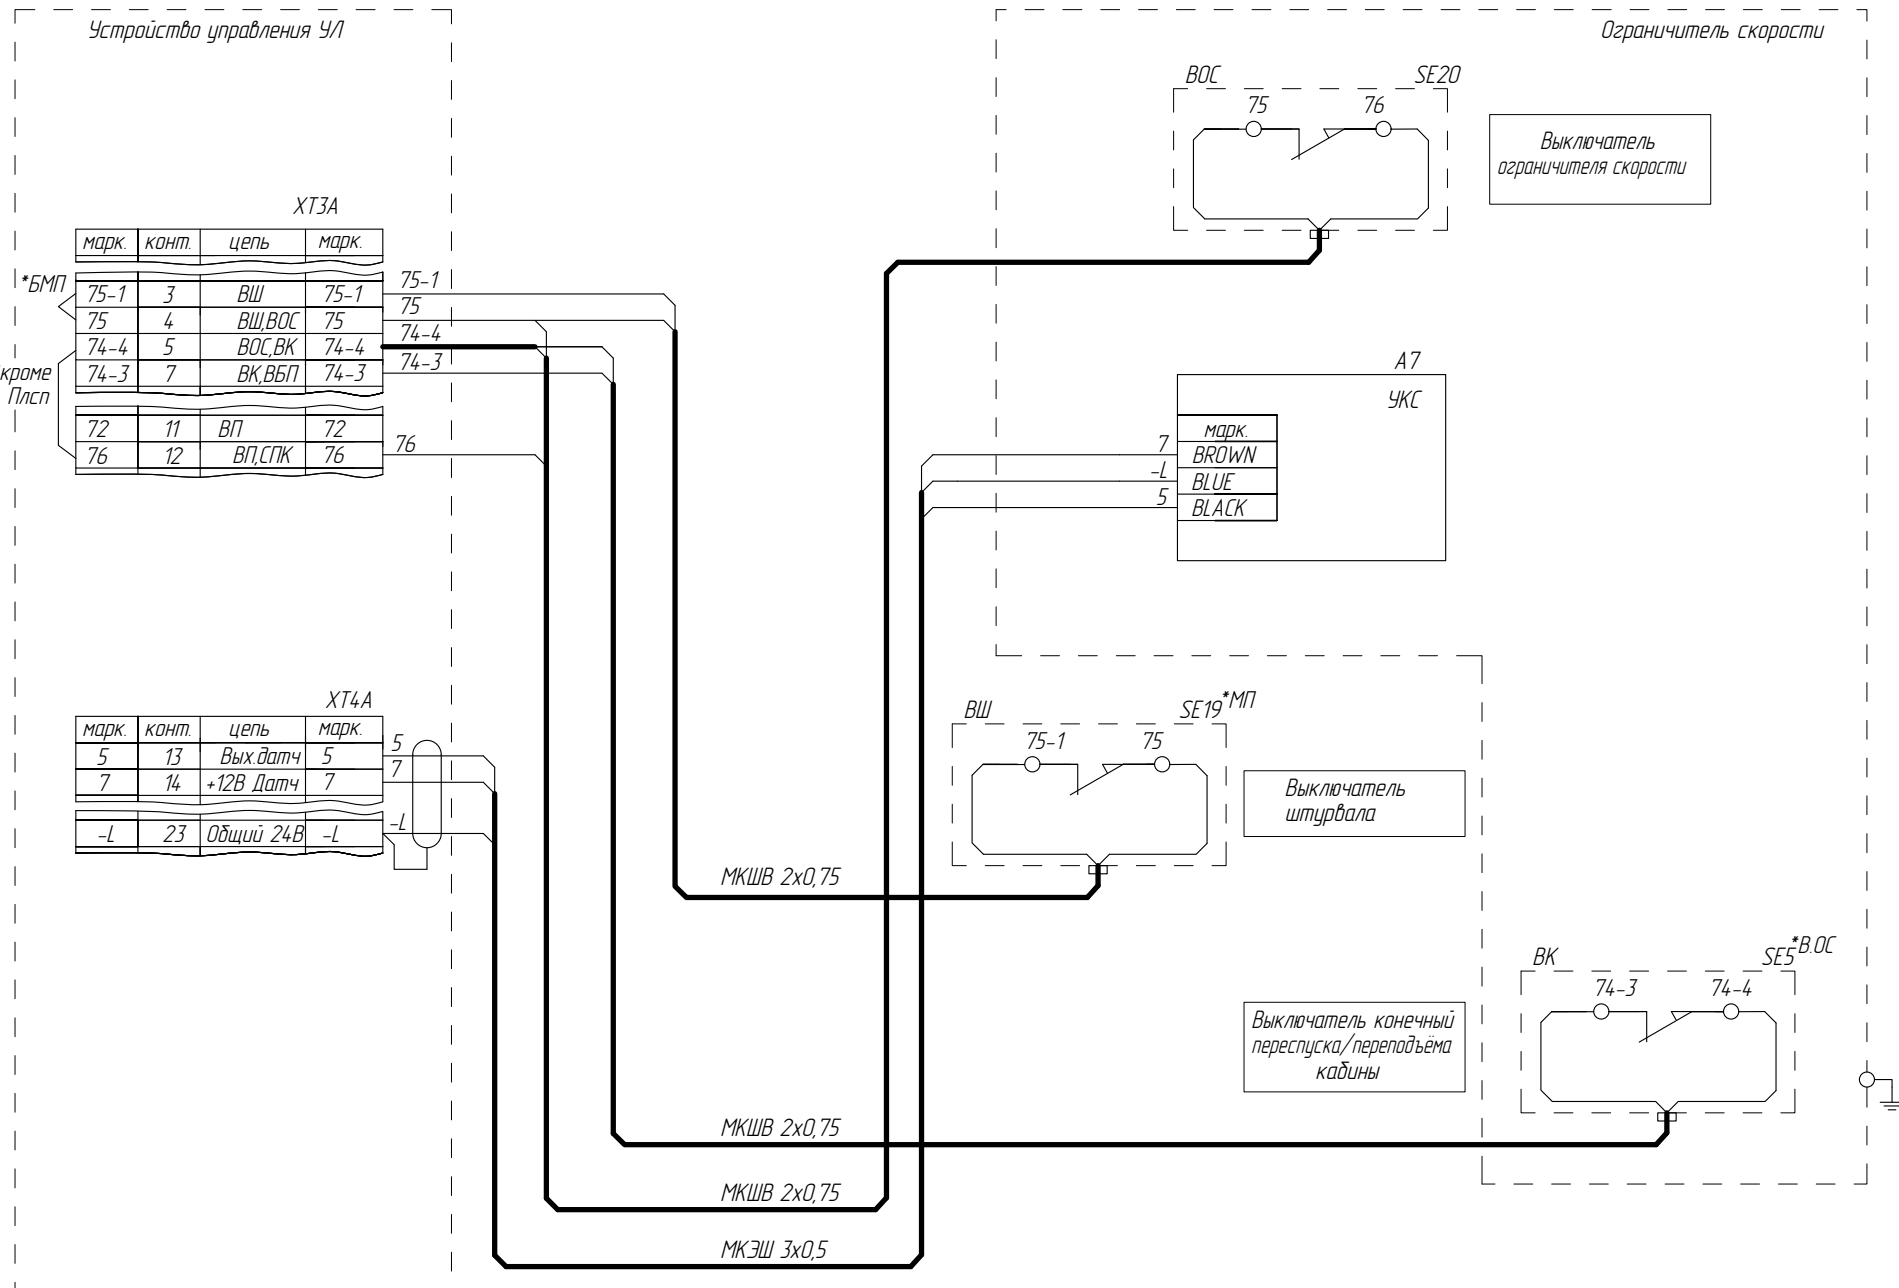 Устройство управления УЛ
Ограничитель скорости
ВОС
SE20
75
76
Выключатель
ограничителя скорости
ХТ3А
марк.
конт.
цепь
марк.
*БМП
75-1
3
ВШ
75-1
75-1
75
4
ВШ,ВОС
75
75
74-4
5
ВОС,ВК
74-4
74-4
кроме
Плсп
74-3
7
ВК,ВБП
74-3
74-3
72
11
ВП
72
76
12
ВП,СПК
76
76
А7
УКС
марк.
7
BROWN
-L
BLUE
5
BLACK
ХТ4А
марк.
конт.
цепь
марк.
5
13
Вых.датч
5
5
7
14
+12В Датч
7
7
-L
23
Общий 24В
-L
-L
ВШ
SE19 *МП
75-1
75
Выключатель
штурвала
МКШВ 2х0,75
ВК
SE5 *В.ОС
74-3
74-4
Выключатель конечный
переспуска/переподъёма
кабины
МКШВ 2х0,75
МКШВ 2х0,75
МКЭШ 3х0,5